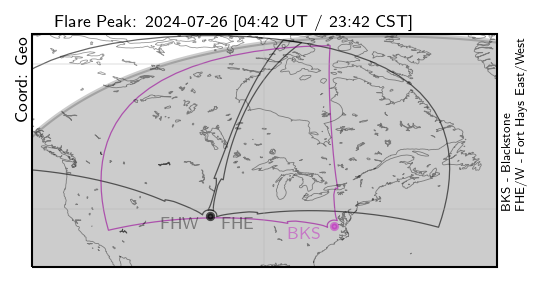 Flare Peak: 2024-07-26 [04:42 UT / 23:42 CST]
Coord: Geo
FHW
FHE
BKS
BKS - Blackstone
FHE/W - Fort Hays East/West